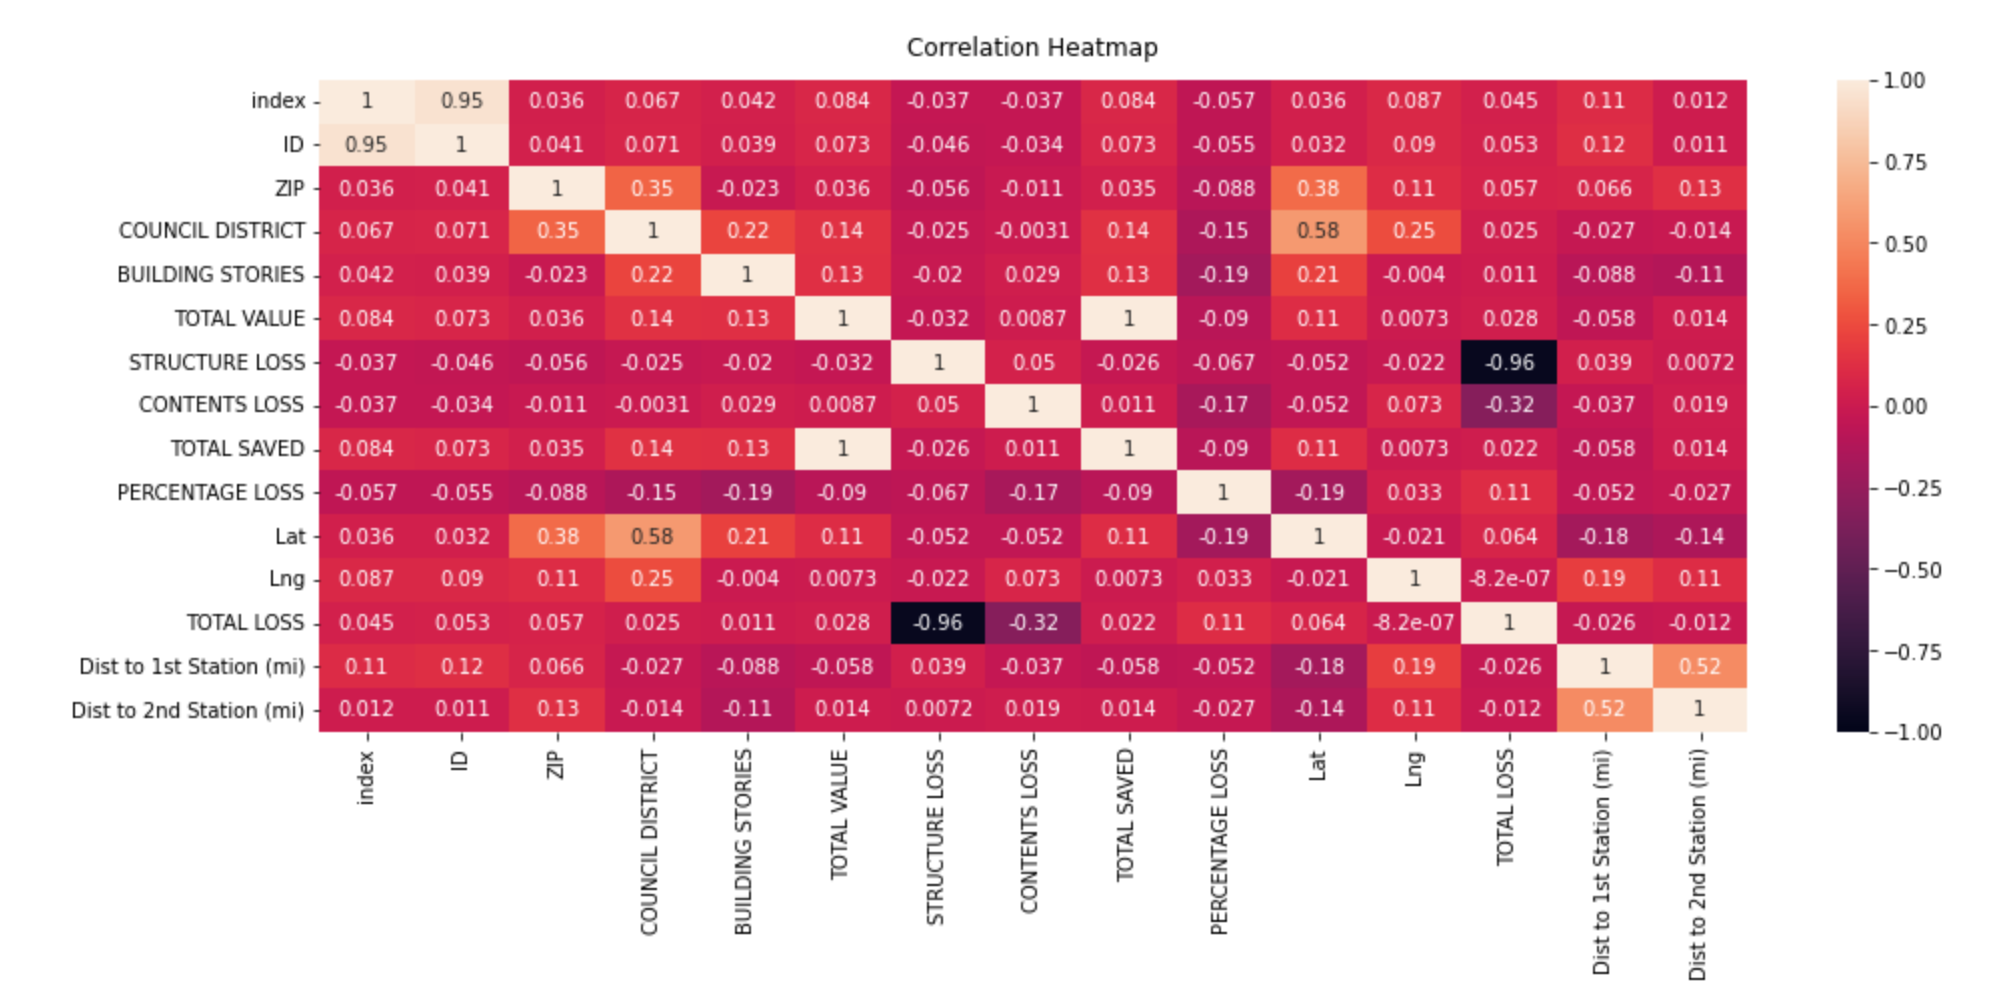 Correlation Heatmap
index 1 0.95 0.036 0.067 0.042 0.084 -0.037 -0.037 0.084 -0.057 0.036 0.087 0.045 0.11 0.012
ID 0.95 1 0.041 0.071 0.039 0.073 -0.046 -0.034 0.073 -0.055 0.032 0.09 0.053 0.12 0.011
ZIP 0.036 0.041 1 0.35 -0.023 0.036 -0.056 -0.011 0.035 -0.088 0.38 0.11 0.057 0.066 0.13
COUNCIL DISTRICT 0.067 0.071 0.35 1 0.22 0.14 -0.025 -0.0031 0.14 -0.15 0.58 0.25 0.025 -0.027 -0.014
BUILDING STORIES 0.042 0.039 -0.023 0.22 1 0.13 -0.02 0.029 0.13 -0.19 0.21 -0.004 0.011 -0.088 -0.11
TOTAL VALUE 0.084 0.073 0.036 0.14 0.13 1 -0.032 0.0087 1 -0.09 0.11 0.0073 0.028 -0.058 0.014
STRUCTURE LOSS -0.037 -0.046 -0.056 -0.025 -0.02 -0.032 1 0.05 -0.026 -0.067 -0.052 -0.022 -0.96 0.039 0.0072
CONTENTS LOSS -0.037 -0.034 -0.011 -0.0031 0.029 0.0087 0.05 1 0.011 -0.17 -0.052 0.073 -0.32 -0.037 0.019
TOTAL SAVED 0.084 0.073 0.035 0.14 0.13 1 -0.026 0.011 1 -0.09 0.11 0.0073 0.022 -0.058 0.014
PERCENTAGE LOSS -0.057 -0.055 -0.088 -0.15 -0.19 -0.09 -0.067 -0.17 -0.09 1 -0.19 0.033 0.11 -0.052 -0.027
Lat 0.036 0.032 0.38 0.58 0.21 0.11 -0.052 -0.052 0.11 -0.19 1 -0.021 0.064 -0.18 -0.14
Lng 0.087 0.09 0.11 0.25 -0.004 0.0073 -0.022 0.073 0.0073 0.033 -0.021 1 -8.2e-07 0.19 0.11
TOTAL LOSS 0.045 0.053 0.057 0.025 0.011 0.028 -0.96 -0.32 0.022 0.11 0.064 -8.2e-07 1 -0.026 -0.012
Dist to 1st Station (mi) 0.11 0.12 0.066 -0.027 -0.088 -0.058 0.039 -0.037 -0.058 -0.052 -0.18 0.19 -0.026 1 0.52
Dist to 2nd Station (mi) 0.012 0.011 0.13 -0.014 -0.11 0.014 0.0072 0.019 0.014 -0.027 -0.14 0.11 -0.012 0.52 1
index
ID
ZIP
COUNCIL DISTRICT
BUILDING STORIES
TOTAL VALUE
STRUCTURE LOSS
CONTENTS LOSS
TOTAL SAVED
PERCENTAGE LOSS
Lat
Lng
TOTAL LOSS
Dist to 1st Station (mi)
Dist to 2nd Station (mi)
1.00
0.75
0.50
0.25
0.00
−0.25
−0.50
−0.75
−1.00